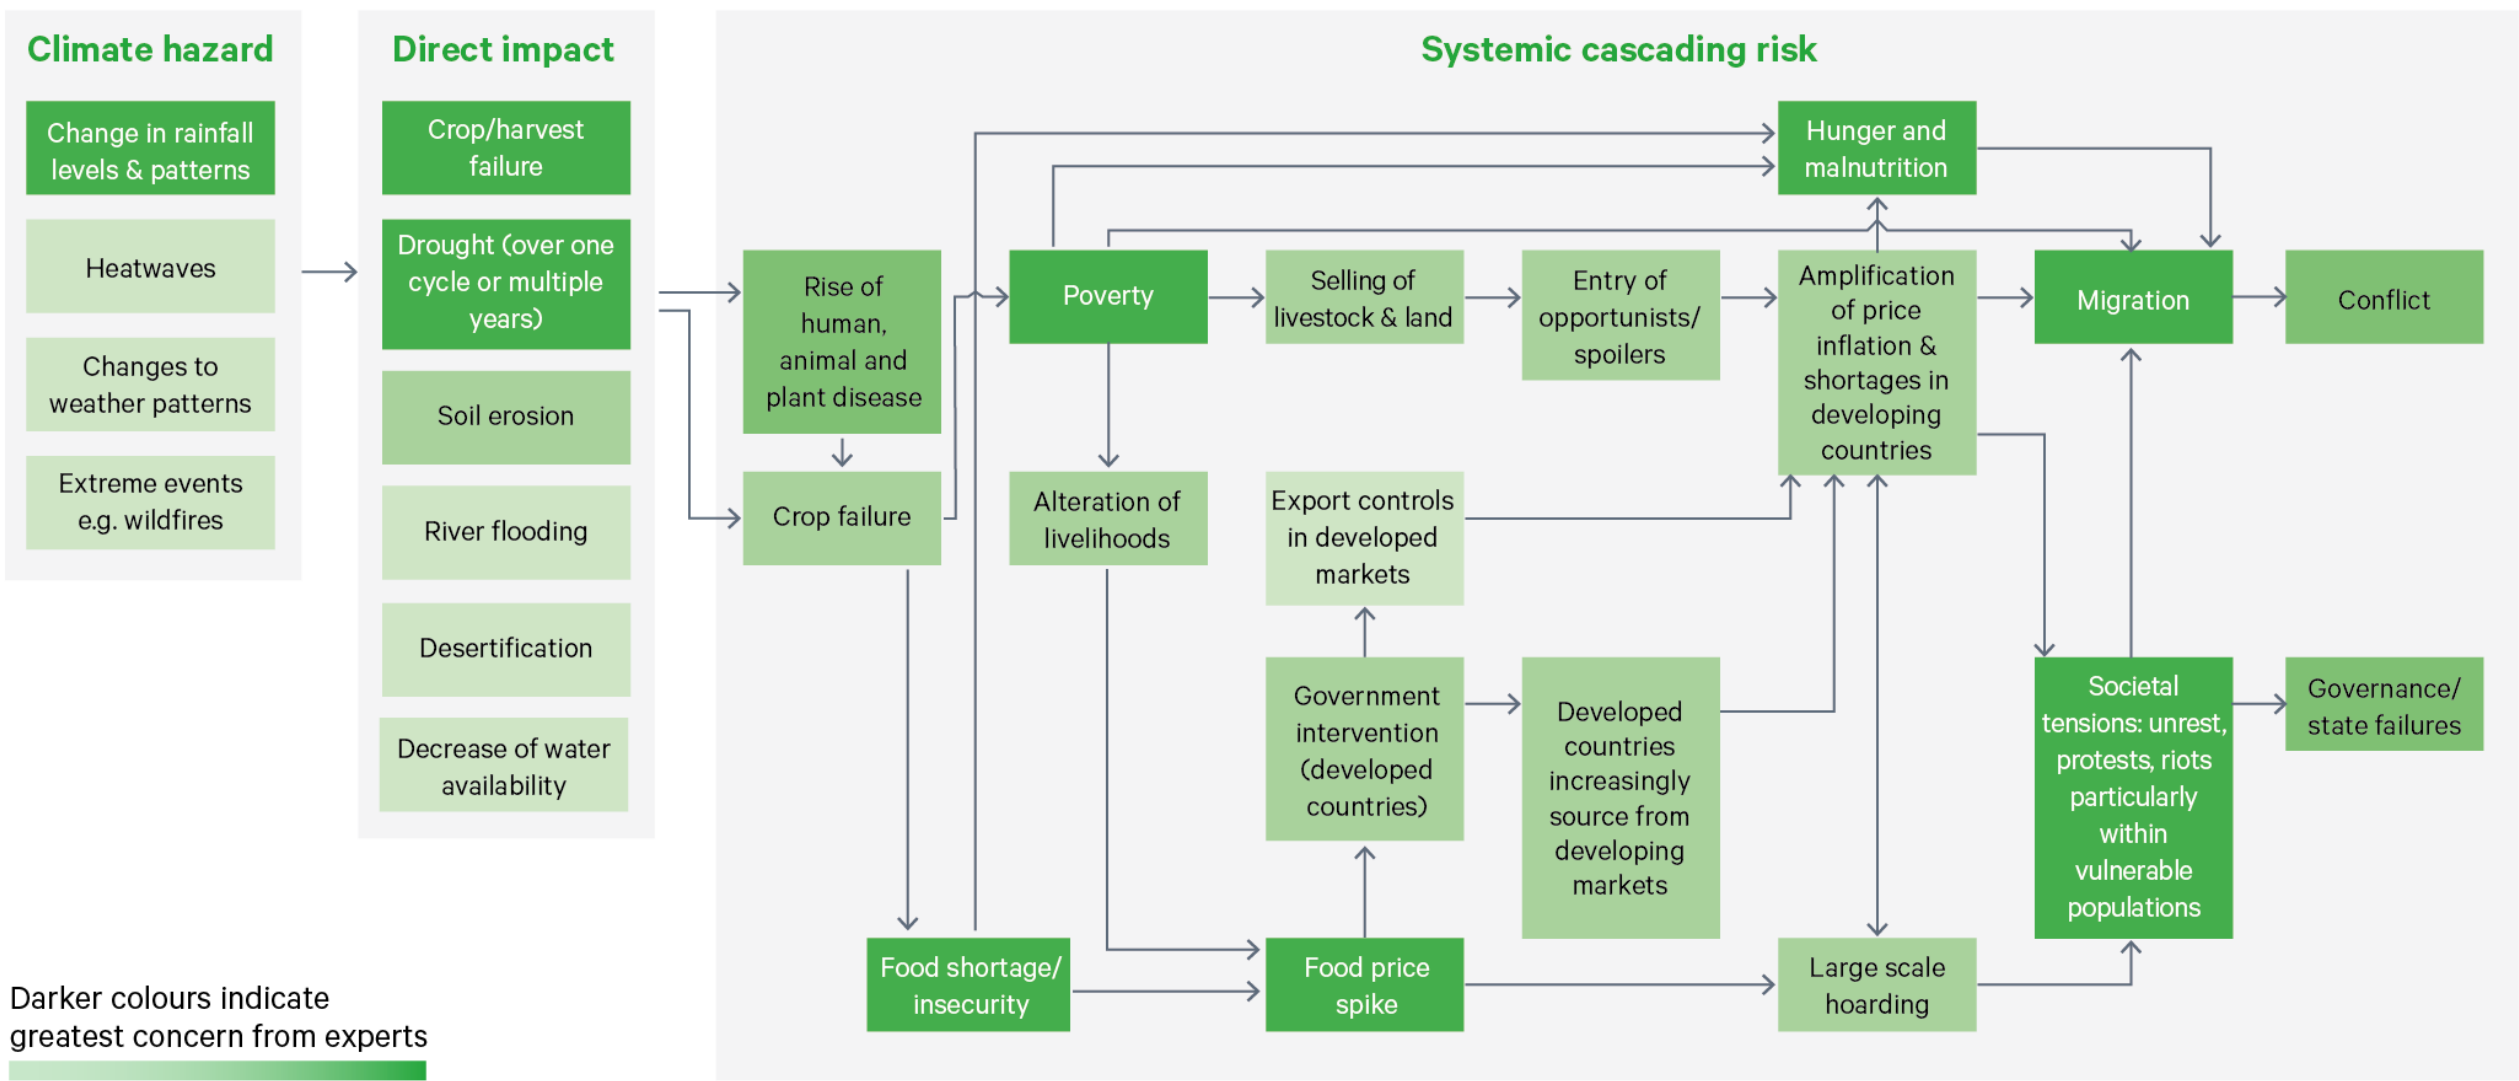 Climate hazard
Change in rainfall
levels & patterns
Heatwaves
Changes to
weather patterns
Extreme events
e.g. wildfires
Direct impact
Crop/harvest
failure
Drought (over one
cycle or multiple
years)
Soil erosion
River flooding
Desertification
Decrease of water
availability
Systemic cascading risk
Rise of
human,
animal and
plant disease
Crop failure
Food shortage/
insecurity
Poverty
Alteration of
livelihoods
Selling of
livestock & land
Export controls
in developed
markets
Government
intervention
(developed
countries)
Food price
spike
Entry of
opportunists/
spoilers
Developed
countries
increasingly
source from
developing
markets
Hunger and
malnutrition
Amplification
of price
inflation &
shortages in
developing
countries
Large scale
hoarding
Migration
Societal
tensions: unrest,
protests, riots
particularly
within
vulnerable
populations
Conflict
Governance/
state failures
Darker colours indicate
greatest concern from experts